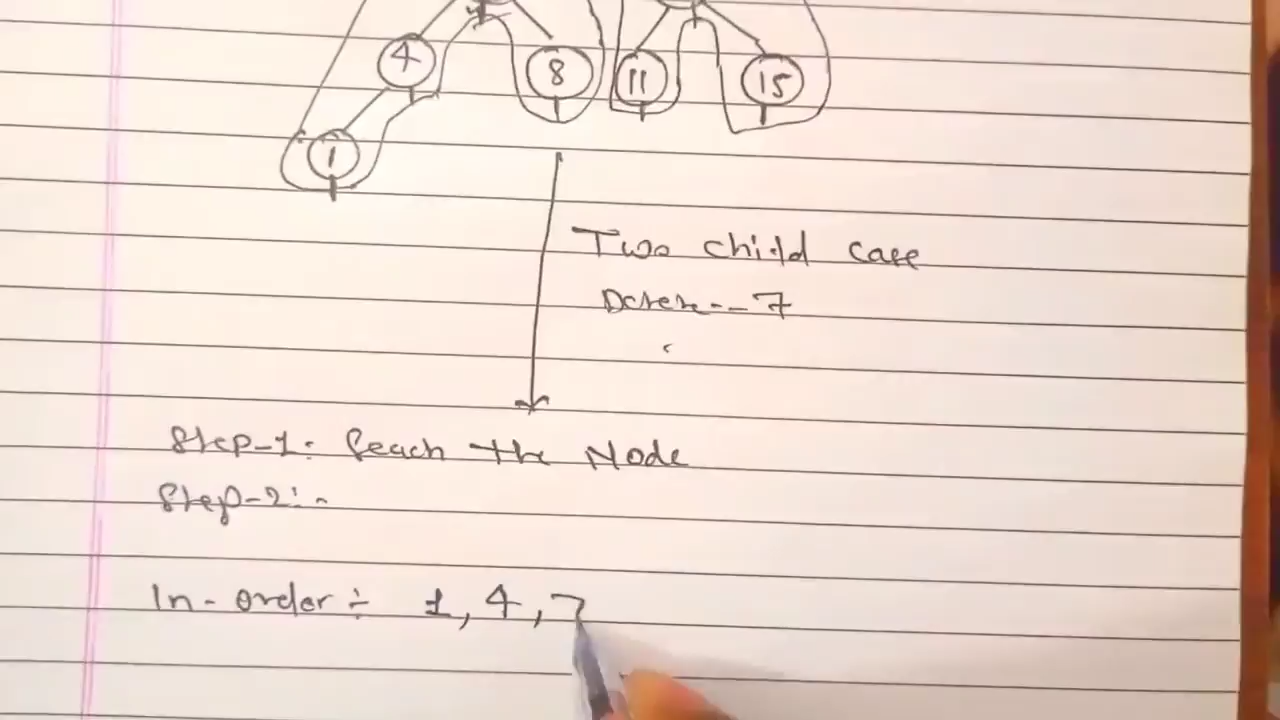 4
8
11
15
1
Two child case
7
Step-1: Reach the Node
Step-2:-
In-order ÷ 1, 4, 7